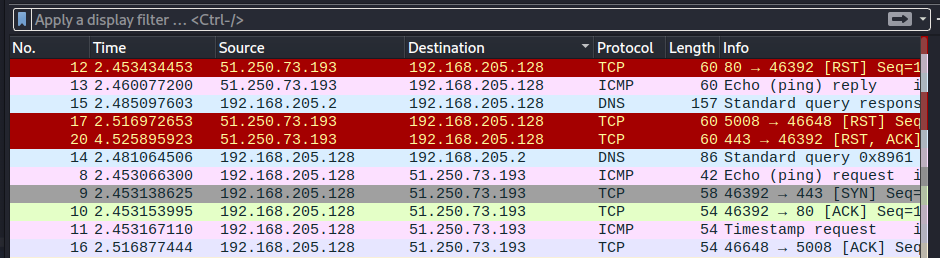 Apply a display filter … <Ctrl-/>
No. Time Source Destination Protocol Length Info
12 2.453434453 51.250.73.193 192.168.205.128 TCP 60 80 → 46392 [RST] Seq=1
13 2.460077200 51.250.73.193 192.168.205.128 ICMP 60 Echo (ping) reply i
15 2.485097603 192.168.205.2 192.168.205.128 DNS 157 Standard query respons
17 2.516972653 51.250.73.193 192.168.205.128 TCP 60 5008 → 46648 [RST] Seq
20 4.525895923 51.250.73.193 192.168.205.128 TCP 60 443 → 46392 [RST, ACK]
14 2.481064506 192.168.205.128 192.168.205.2 DNS 86 Standard query 0x8961
8 2.453066300 192.168.205.128 51.250.73.193 ICMP 42 Echo (ping) request i
9 2.453138625 192.168.205.128 51.250.73.193 TCP 58 46392 → 443 [SYN] Seq=
10 2.453153995 192.168.205.128 51.250.73.193 TCP 54 46392 → 80 [ACK] Seq=1
11 2.453167110 192.168.205.128 51.250.73.193 ICMP 54 Timestamp request i
16 2.516877444 192.168.205.128 51.250.73.193 TCP 54 46648 → 5008 [ACK] Seq